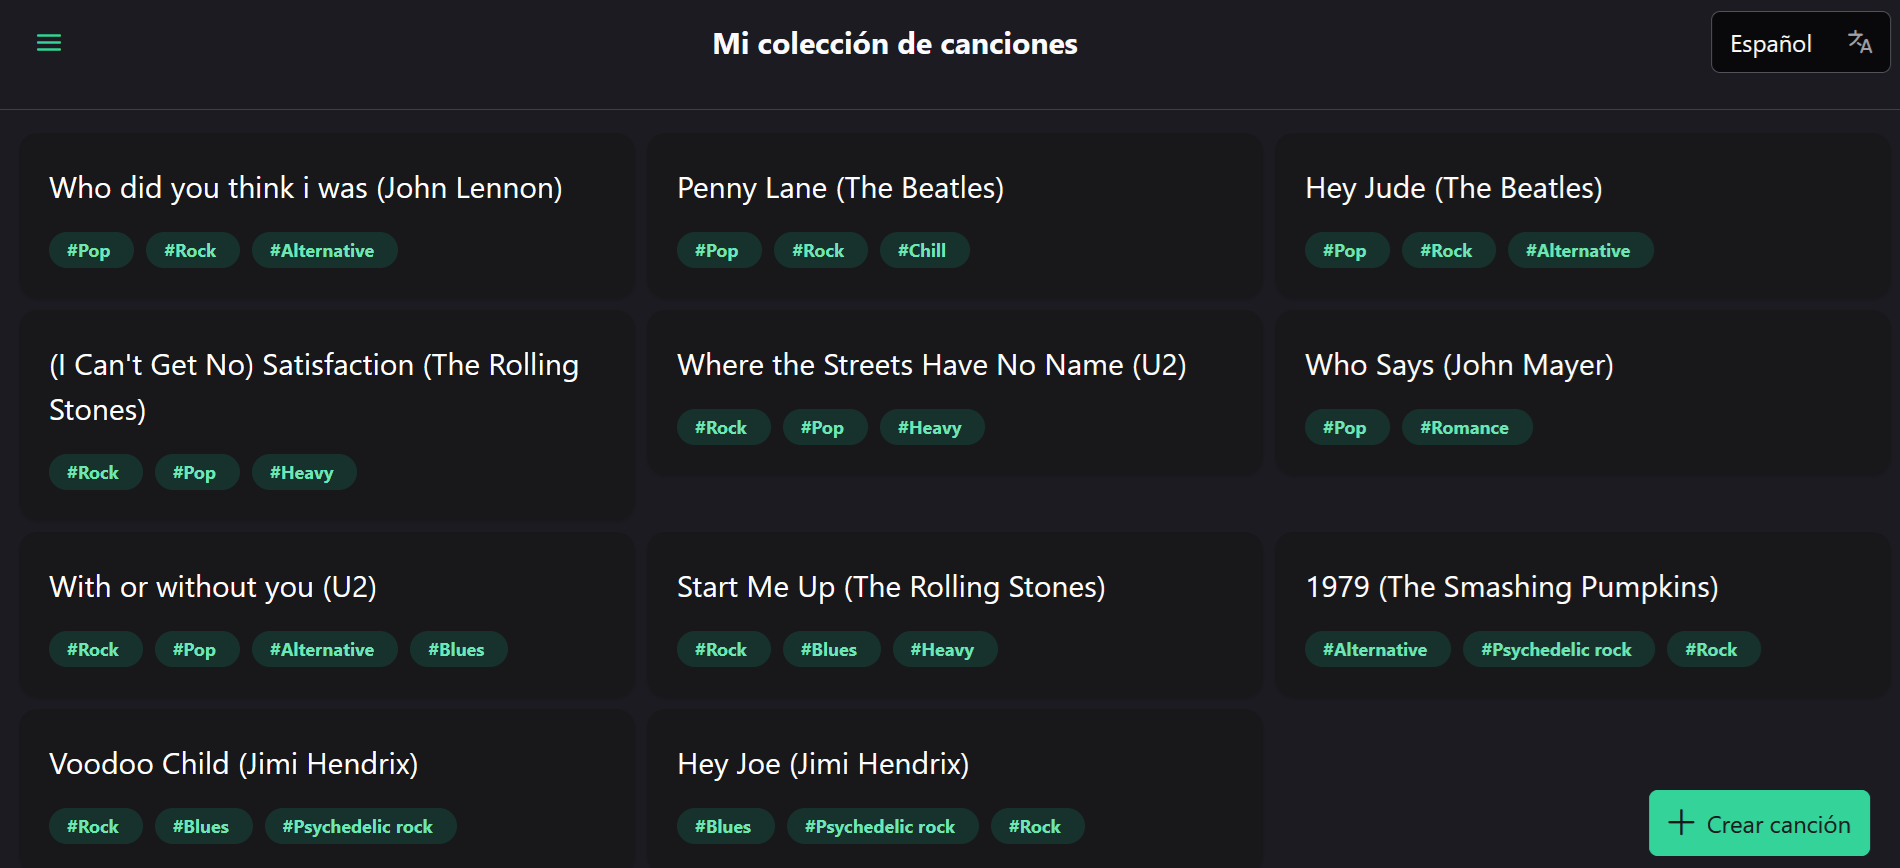 Mi colección de canciones
Español
Who did you think i was (John Lennon)
#Pop #Rock #Alternative
Penny Lane (The Beatles)
#Pop #Rock #Chill
Hey Jude (The Beatles)
#Pop #Rock #Alternative
(I Can't Get No) Satisfaction (The Rolling
Stones)
#Rock #Pop #Heavy
Where the Streets Have No Name (U2)
#Rock #Pop #Heavy
Who Says (John Mayer)
#Pop #Romance
With or without you (U2)
#Rock #Pop #Alternative #Blues
Start Me Up (The Rolling Stones)
#Rock #Blues #Heavy
1979 (The Smashing Pumpkins)
#Alternative #Psychedelic rock #Rock
Voodoo Child (Jimi Hendrix)
#Rock #Blues #Psychedelic rock
Hey Joe (Jimi Hendrix)
#Blues #Psychedelic rock #Rock
Crear canción